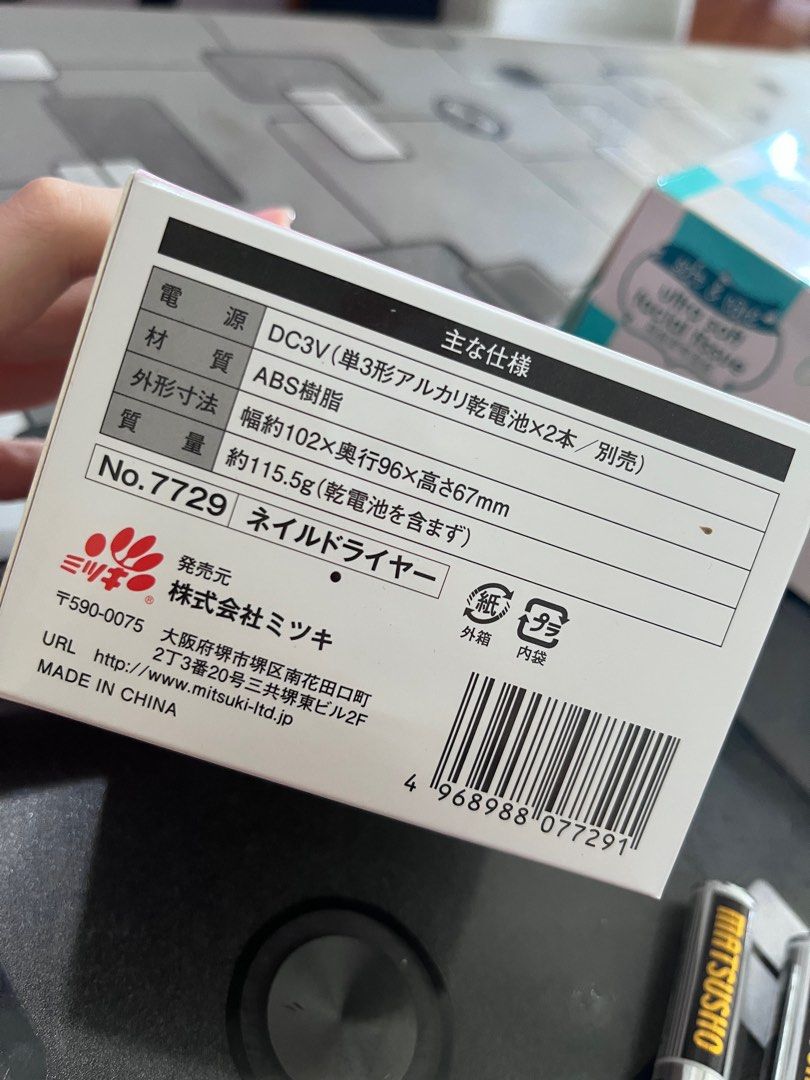 主な仕様
電源 DC3V(単3形アルカリ乾電池×2本/別売)
材質 ABS樹脂
外形寸法 幅約102×奥行96×高さ67mm
質量 約115.5g(乾電池を含まず)
No.7729 ネイルドライヤー
ミツキ®
発売元
株式会社ミツキ
〒590-0075 大阪府堺市堺区南花田口町
2丁3番20号三共堺東ビル2F
URL http://www.mitsuki-ltd.jp
MADE IN CHINA
紙
外箱
プラ
内袋
4 968988 077291
ultra soft
facial tissue
MATSUSHO